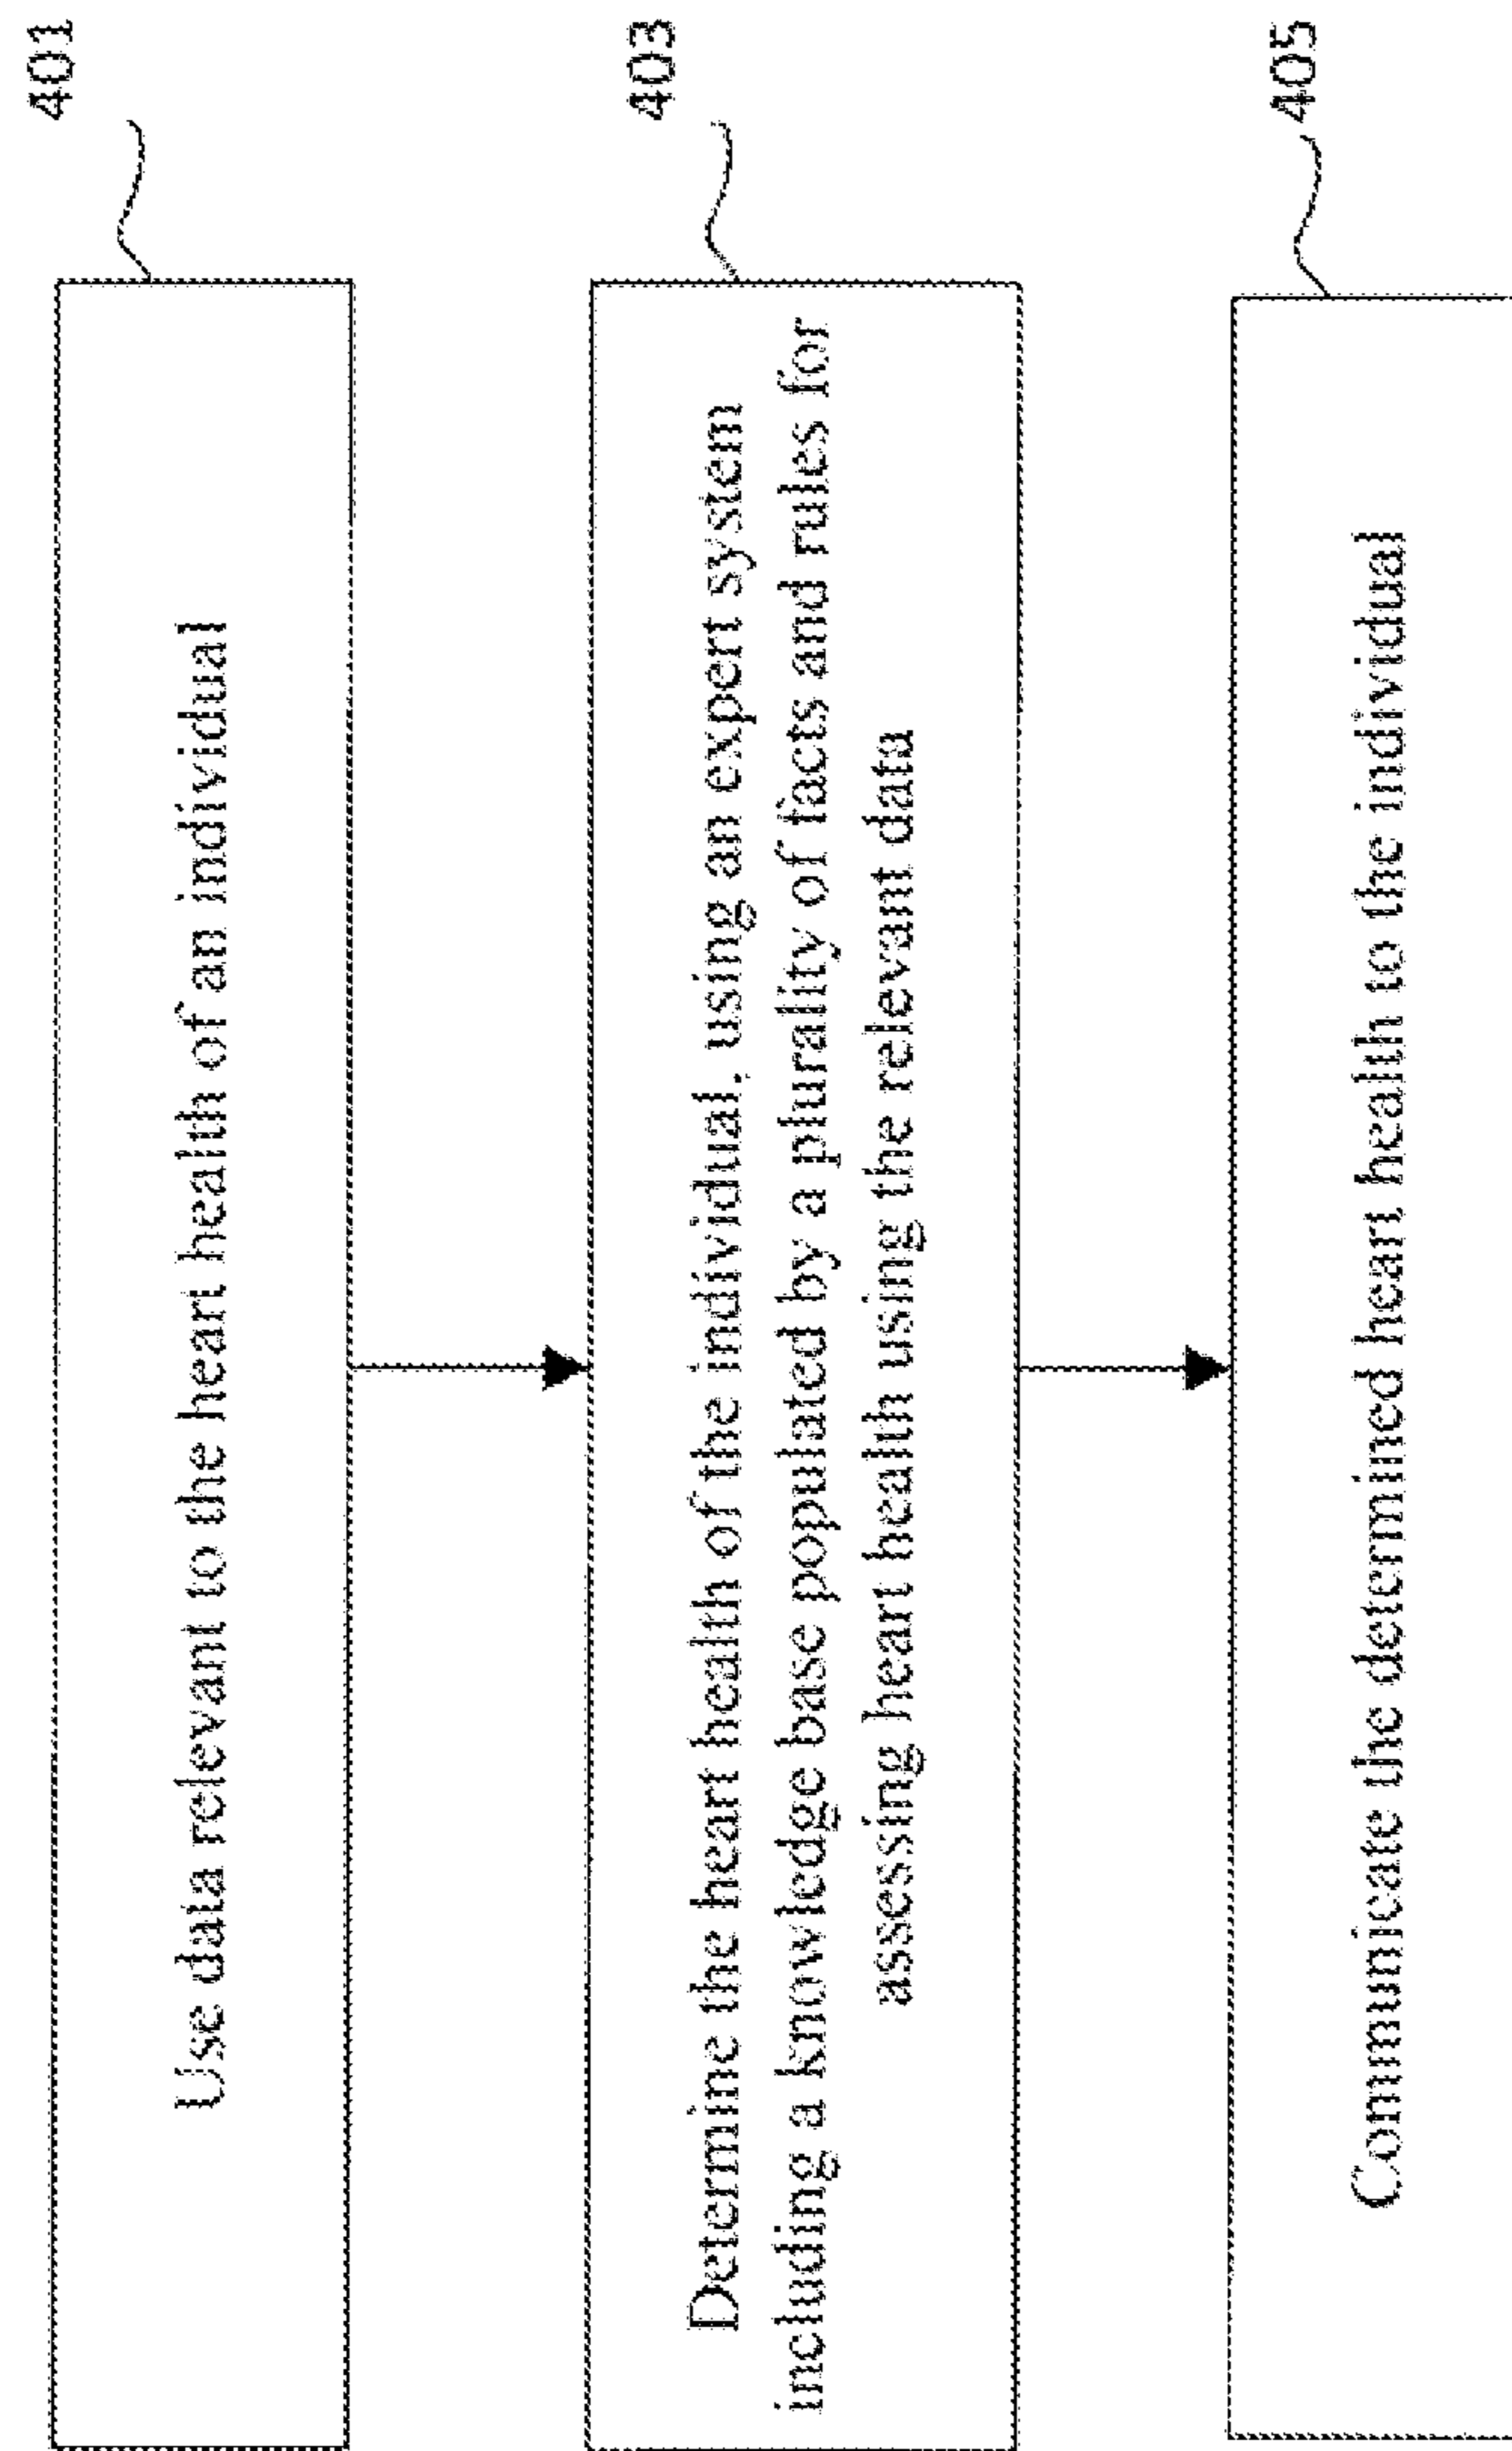 401
Use data relevant to the heart health of an individual
403
Determine the heart health of the individual, using an expert system
including a knowledge base populated by a plurality of facts and rules for
assessing heart health using the relevant data
405
Communicate the determined heart health to the individual